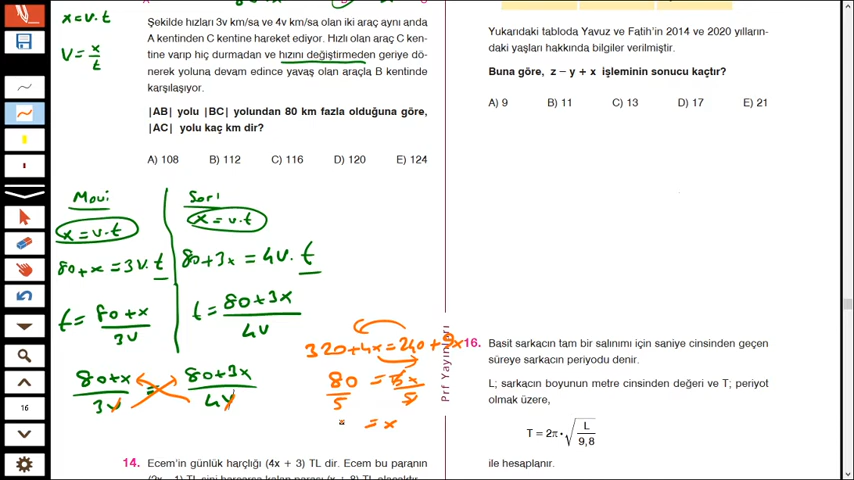 x = v.t
V = x/t
Şekilde hızları 3v km/sa ve 4v km/sa olan iki araç aynı anda
A kentinden C kentine hareket ediyor. Hızlı olan araç C ken-
tine varıp hiç durmadan ve hızını değiştirmeden geriye dö-
nerek yoluna devam edince yavaş olan araçla B kentinde
karşılaşıyor.
|AB| yolu |BC| yolundan 80 km fazla olduğuna göre,
|AC| yolu kaç km dir?
A) 108 B) 112 C) 116 D) 120 E) 124
Mavi
x = v.t
80+x = 3v.t
t = 80+x/3v
Sarı
x = v.t
80+3x = 4v.t
t = 80+3x/4v
80+x/3v = 80+3x/4v
320+4x=240+9x
80/5 = 5x/5
= x
14. Ecem'in günlük harçlığı (4x + 3) TL dir. Ecem bu paranın
Yukarıdaki tabloda Yavuz ve Fatih'in 2014 ve 2020 yılların-
daki yaşları hakkında bilgiler verilmiştir.
Buna göre, z – y + x işleminin sonucu kaçtır?
A) 9 B) 11 C) 13 D) 17 E) 21
Prf Yayınları
16. Basit sarkacın tam bir salınımı için saniye cinsinden geçen
süreye sarkacın periyodu denir.
L; sarkacın boyunun metre cinsinden değeri ve T; periyot
olmak üzere,
T = 2π·√(L/9,8)
ile hesaplanır.
16